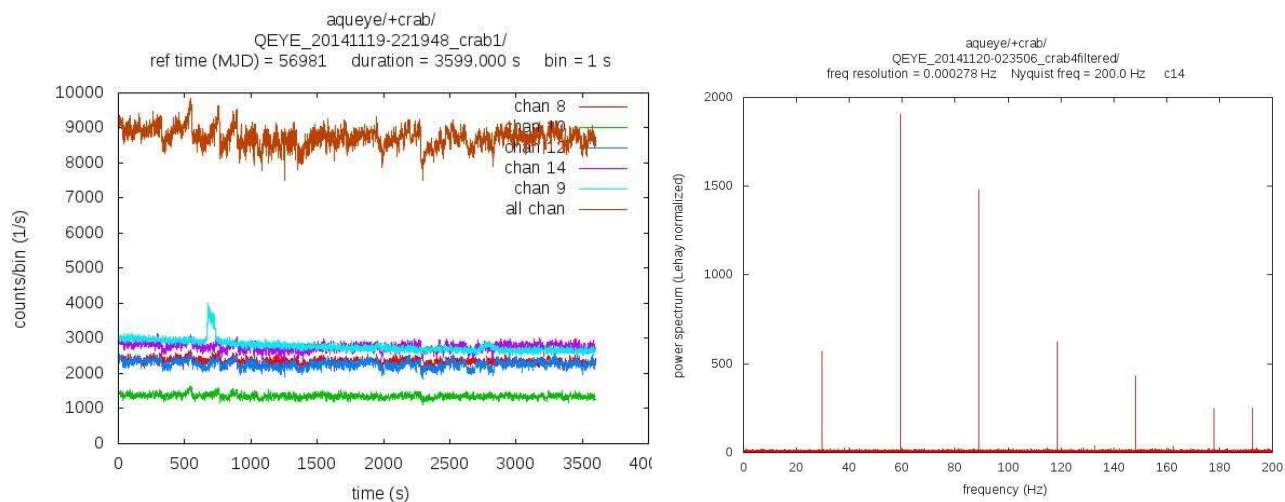 aqueye/+crab/
QEYE_20141119-221948_crab1/
ref time (MJD) = 56981 duration = 3599.000 s bin = 1 s
counts/bin (1/s)
10000
9000
8000
7000
6000
5000
4000
3000
2000
1000
0
chan 8
chan 10
chan 12
chan 14
chan 9
all chan
0 500 1000 1500 2000 2500 3000 3500 400
time (s)
aqueye/+crab/
QEYE_20141120-023506_crab4filtered/
freq resolution = 0.000278 Hz Nyquist freq = 200.0 Hz c14
power spectrum (Lehay normalized)
2000
1500
1000
500
0
0 20 40 60 80 100 120 140 160 180 200
frequency (Hz)